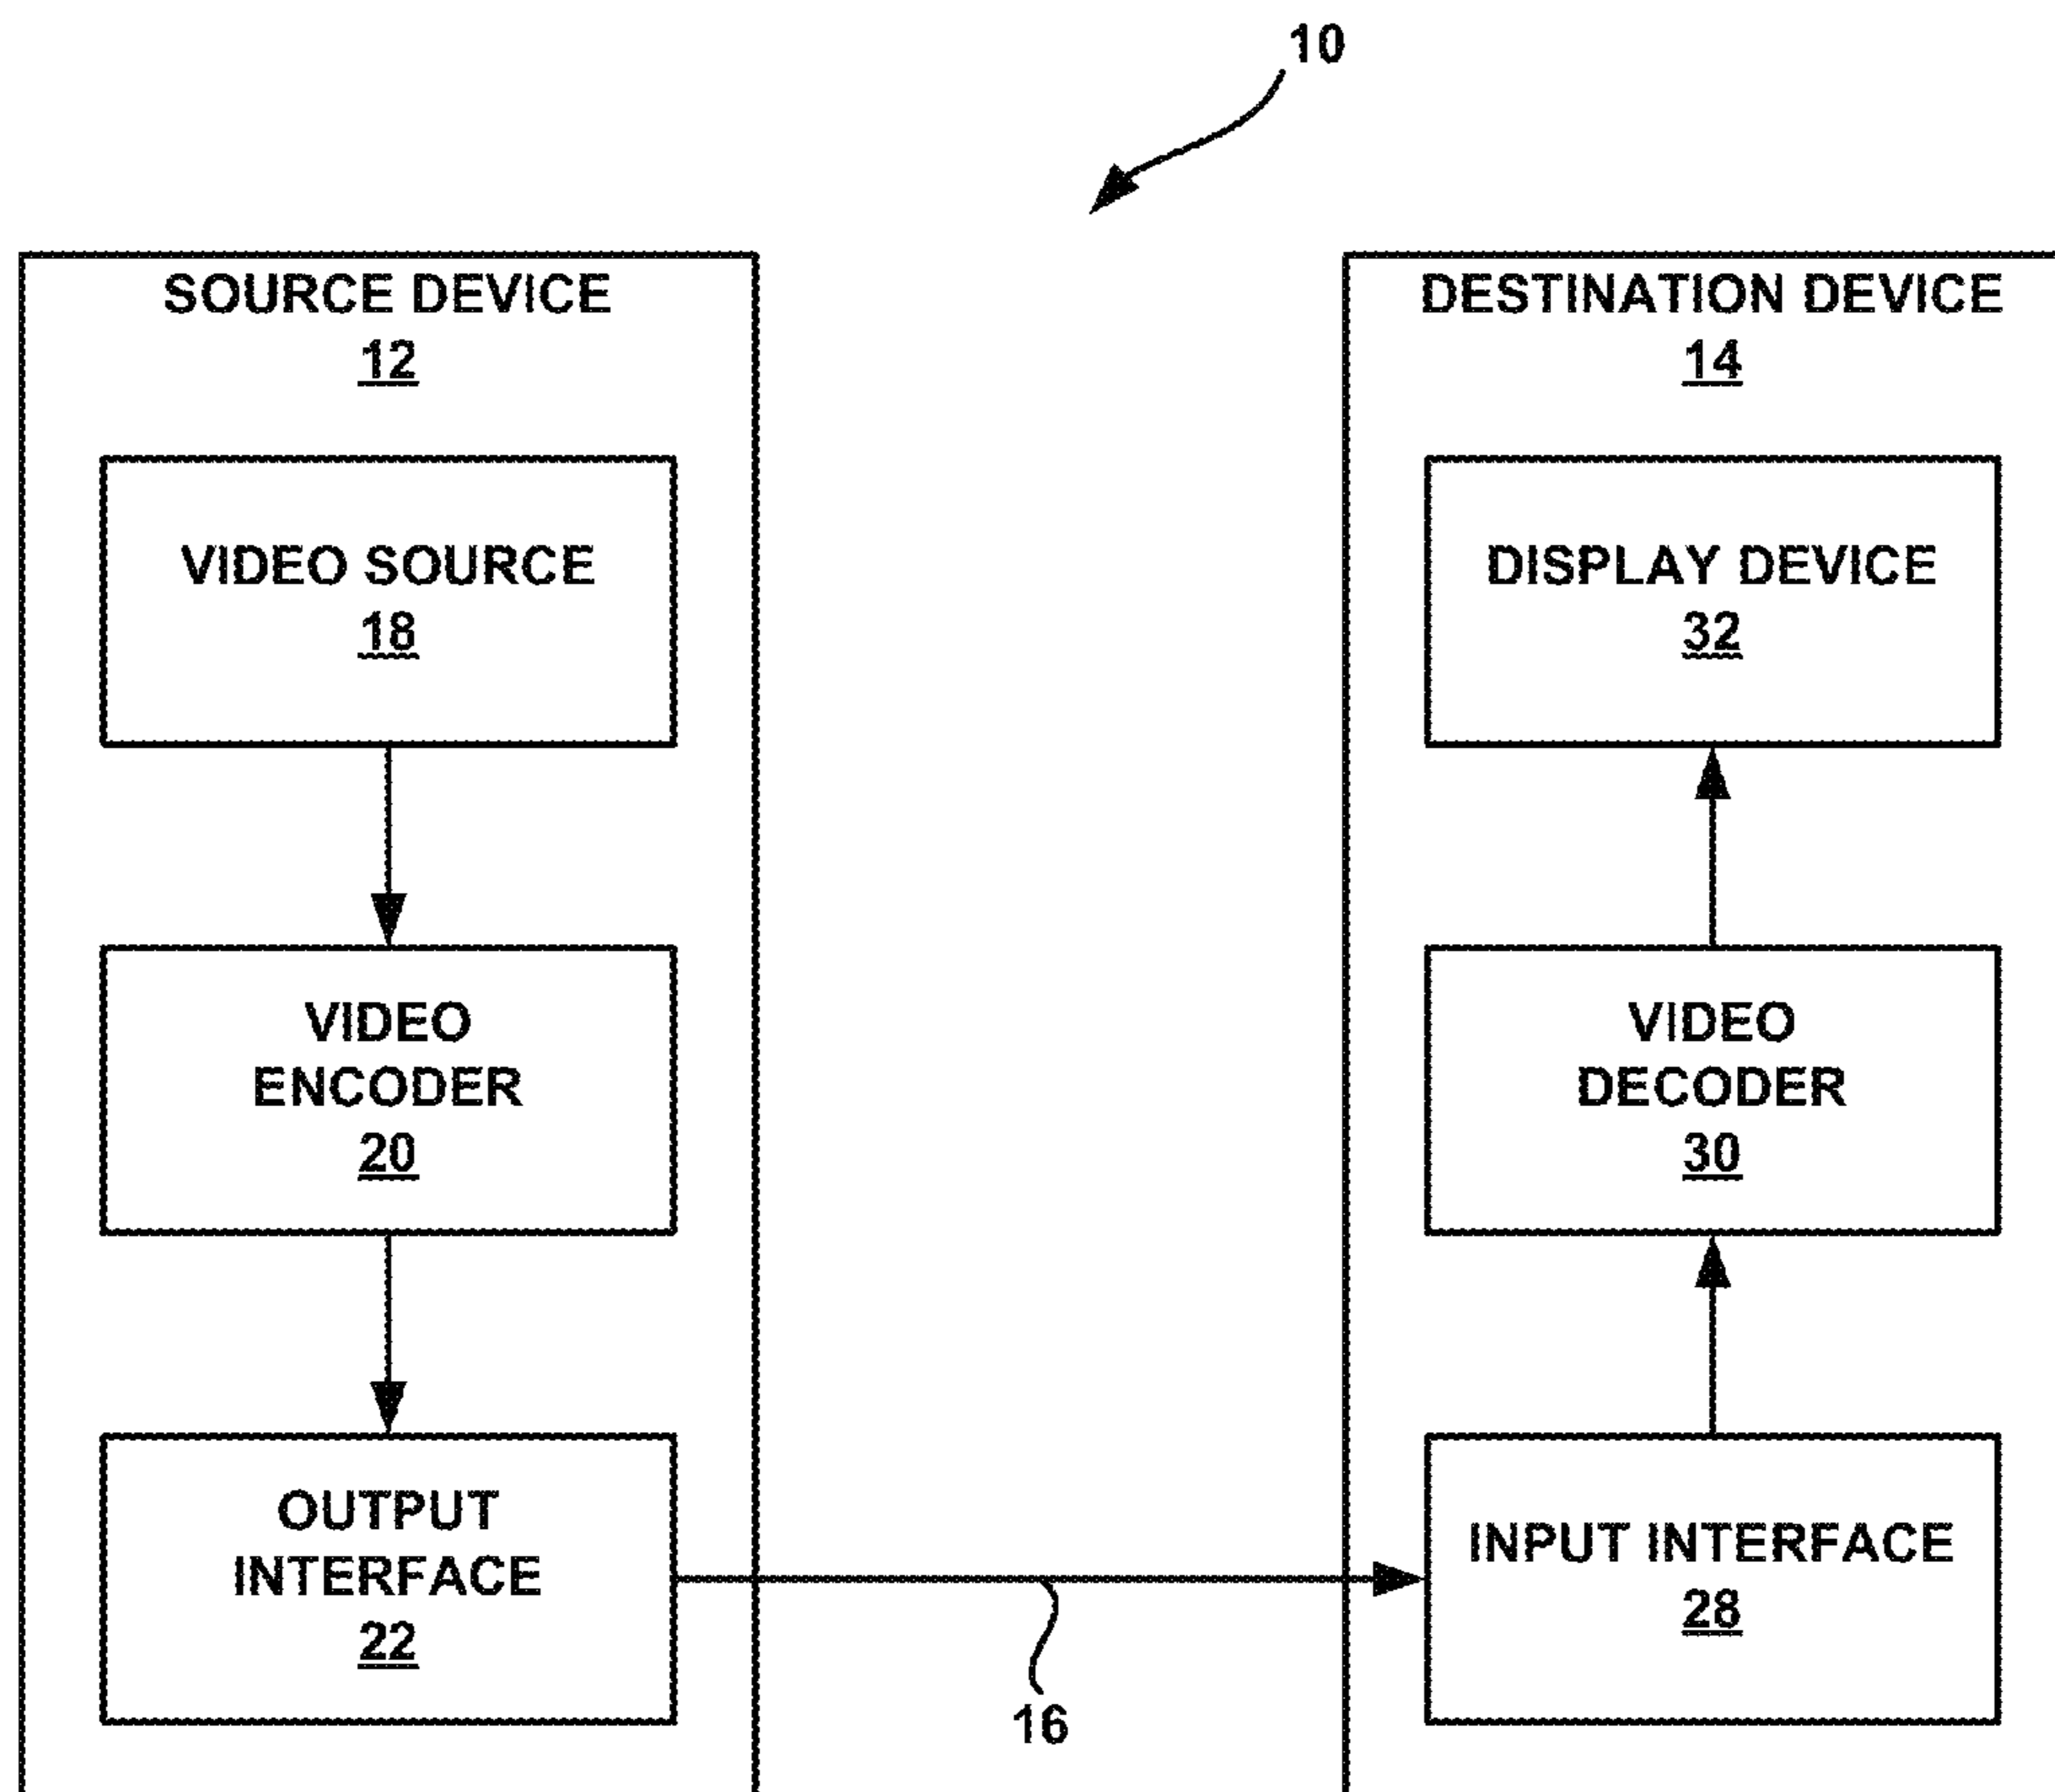 10
SOURCE DEVICE
12
VIDEO SOURCE
18
VIDEO
ENCODER
20
OUTPUT
INTERFACE
22
16
DESTINATION DEVICE
14
DISPLAY DEVICE
32
VIDEO
DECODER
30
INPUT INTERFACE
28